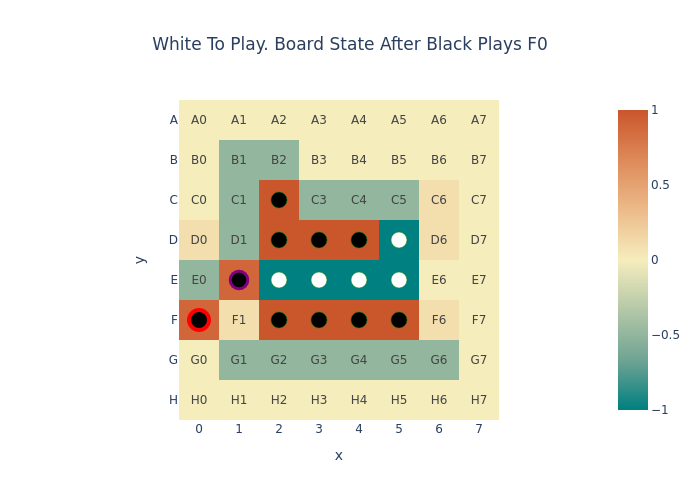 White To Play. Board State After Black Plays F0
A A0 A1 A2 A3 A4 A5 A6 A7
B B0 B1 B2 B3 B4 B5 B6 B7
C C0 C1 C3 C4 C5 C6 C7
D D0 D1 D6 D7
E E0 E6 E7
F F1 F6 F7
G G0 G1 G2 G3 G4 G5 G6 G7
H H0 H1 H2 H3 H4 H5 H6 H7
0 1 2 3 4 5 6 7
x
y
1
0.5
0
−0.5
−1